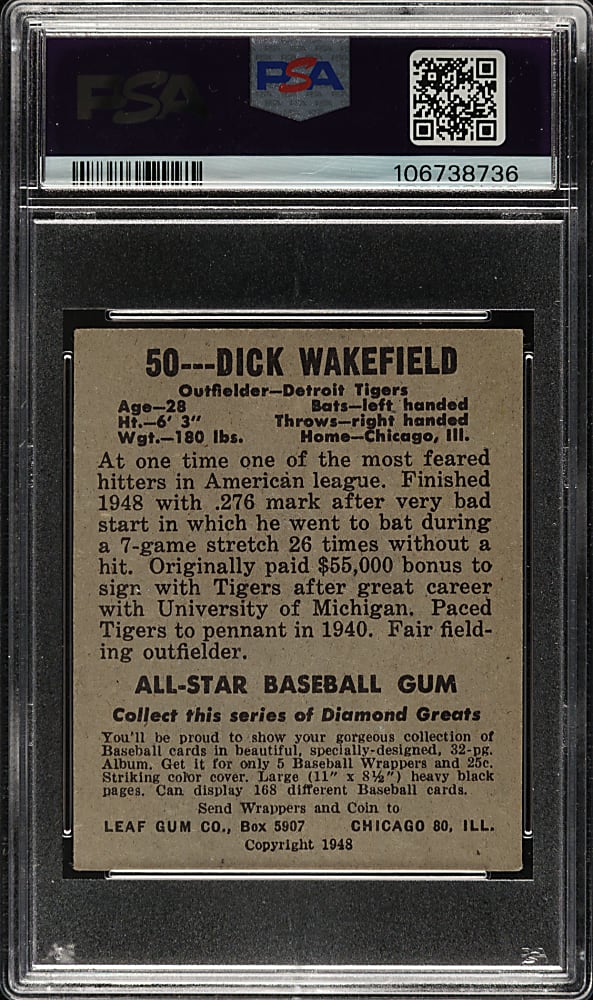 PSA
PSA
106738736
50---DICK WAKEFIELD
Outfielder—Detroit Tigers
Age—28 Bats—left handed
Ht.—6' 3" Throws—right handed
Wgt.—180 lbs. Home—Chicago, Ill.
At one time one of the most feared
hitters in American league. Finished
1948 with .276 mark after very bad
start in which he went to bat during
a 7-game stretch 26 times without a
hit. Originally paid $55,000 bonus to
sign with Tigers after great career
with University of Michigan. Paced
Tigers to pennant in 1940. Fair field-
ing outfielder.
ALL-STAR BASEBALL GUM
Collect this series of Diamond Greats
You'll be proud to show your gorgeous collection of
Baseball cards in beautiful, specially-designed, 32-pg.
Album. Get it for only 5 Baseball Wrappers and 25c.
Striking color cover. Large (11" x 8½") heavy black
pages. Can display 168 different Baseball cards.
Send Wrappers and Coin to
LEAF GUM CO., Box 5907 CHICAGO 80, ILL.
Copyright 1948